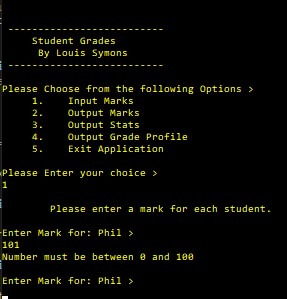 --------------------------
Student Grades
By Louis Symons
--------------------------
Please Choose from the following Options >
1. Input Marks
2. Output Marks
3. Output Stats
4. Output Grade Profile
5. Exit Application
Please Enter your choice >
1
Please enter a mark for each student.
Enter Mark for: Phil >
101
Number must be between 0 and 100
Enter Mark for: Phil >